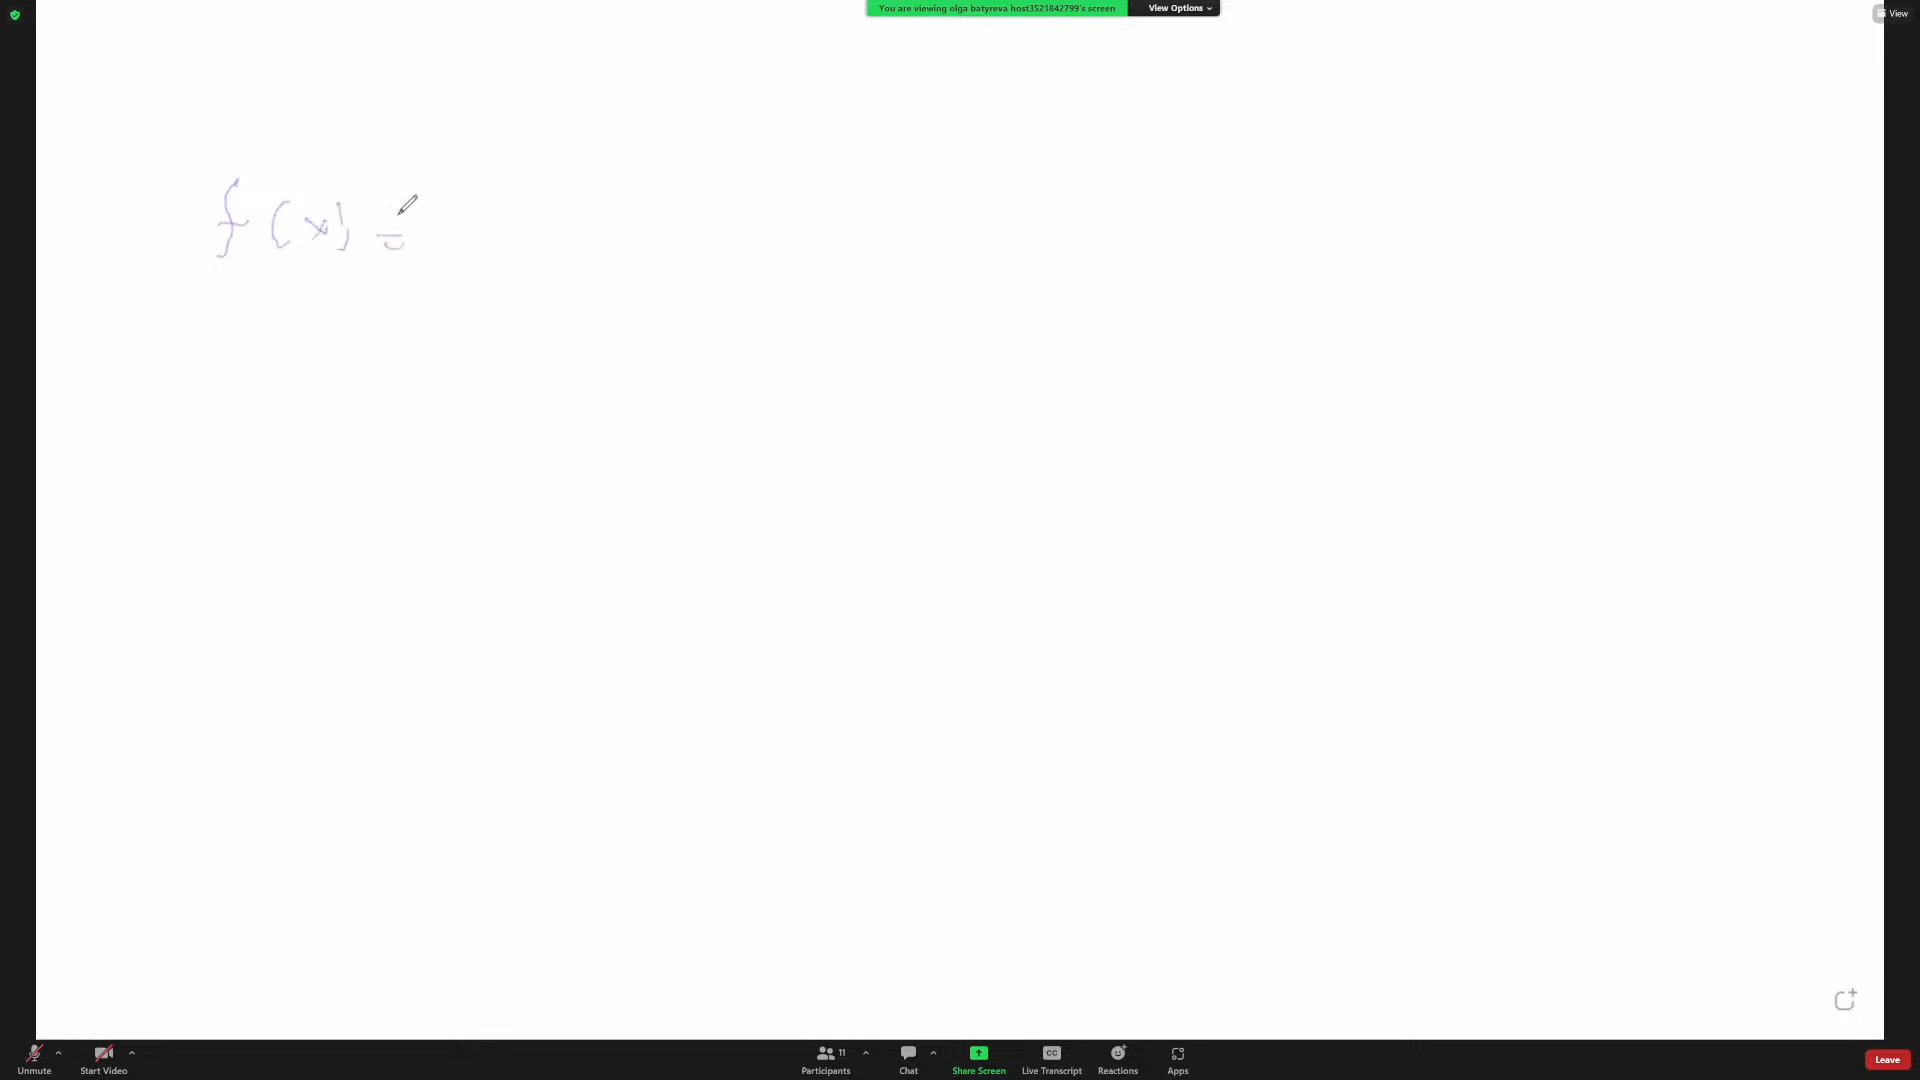 You are viewing olga batyreva host3521842799's screen
View Options
View
f(x) =
Unmute
Start Video
Participants
11
Chat
Share Screen
CC
Live Transcript
Reactions
Apps
Leave